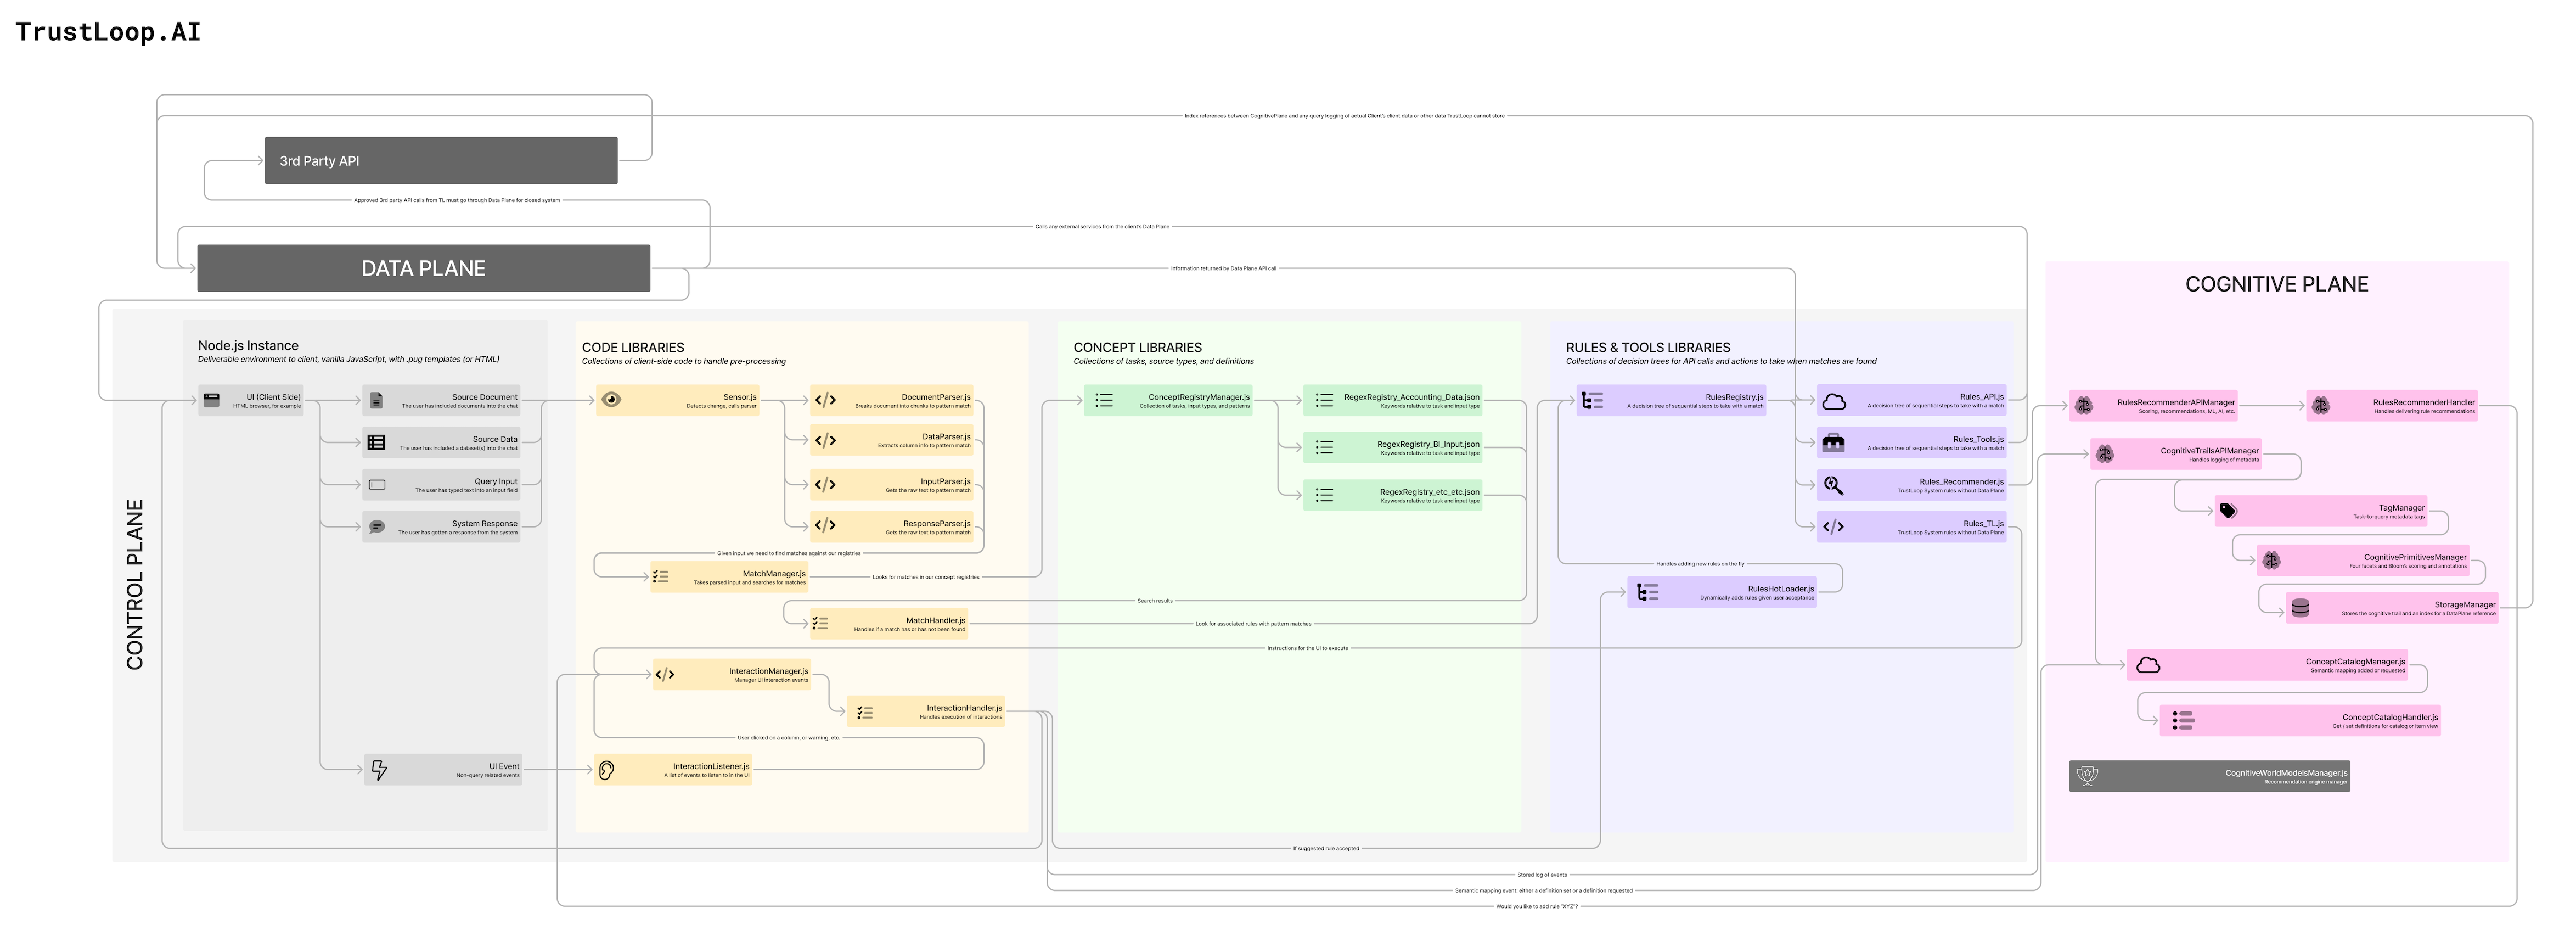 TrustLoop.AI
Index references between CognitivePlane and any query logging of actual Client's client data or other data TrustLoop cannot store
3rd Party API
Approved 3rd party API calls from TL must go through Data Plane for closed system
Calls any external services from the client's Data Plane
DATA PLANE
Information returned by Data Plane API call
CONTROL PLANE
Node.js Instance
Deliverable environment to client, vanilla JavaScript, with .pug templates (or HTML)
UI (Client Side)
HTML browser, for example
Source Document
The user has included documents into the chat
Source Data
The user has included a dataset(s) into the chat
Query Input
The user has typed text into an input field
System Response
The user has gotten a response from the system
UI Event
Non-query related events
CODE LIBRARIES
Collections of client-side code to handle pre-processing
Sensor.js
Detects change, calls parser
DocumentParser.js
Breaks document into chunks to pattern match
DataParser.js
Extracts column info to pattern match
InputParser.js
Gets the raw text to pattern match
ResponseParser.js
Gets the raw text to pattern match
Given input we need to find matches against our registries
MatchManager.js
Takes parsed input and searches for matches
Looks for matches in our concept registries
Search results
MatchHandler.js
Handles if a match has or has not been found
Look for associated rules with pattern matches
Instructions for the UI to execute
InteractionManager.js
Manager UI interaction events
InteractionHandler.js
Handles execution of interactions
User clicked on a column, or warning, etc.
InteractionListener.js
A list of events to listen to in the UI
CONCEPT LIBRARIES
Collections of tasks, source types, and definitions
ConceptRegistryManager.js
Collection of tasks, input types, and patterns
RegexRegistry_Accounting_Data.json
Keywords relative to task and input type
RegexRegistry_BI_Input.json
Keywords relative to task and input type
RegexRegistry_etc_etc.json
Keywords relative to task and input type
RULES & TOOLS LIBRARIES
Collections of decision trees for API calls and actions to take when matches are found
RulesRegistry.js
A decision tree of sequential steps to take with a match
Rules_API.js
A decision tree of sequential steps to take with a match
Rules_Tools.js
A decision tree of sequential steps to take with a match
Rules_Recommender.js
TrustLoop System rules without Data Plane
Rules_TL.js
TrustLoop System rules without Data Plane
Handles adding new rules on the fly
RulesHotLoader.js
Dynamically adds rules given user acceptance
If suggested rule accepted
Stored log of events
Semantic mapping event: either a definition set or a definition requested
Would you like to add rule "XYZ"?
COGNITIVE PLANE
RulesRecommenderAPIManager
Scoring, recommendations, ML, AI, etc.
RulesRecommenderHandler
Handles delivering rule recommendations
CognitiveTrailsAPIManager
Handles logging of metadata
TagManager
Task-to-query metadata tags
CognitivePrimitivesManager
Four facets and Bloom's scoring and annotations
StorageManager
Stores the cognitive trail and an index for a DataPlane reference
ConceptCatalogManager.js
Semantic mapping added or requested
ConceptCatalogHandler.js
Get / set definitions for catalog or item view
CognitiveWorldModelsManager.js
Recommendation engine manager